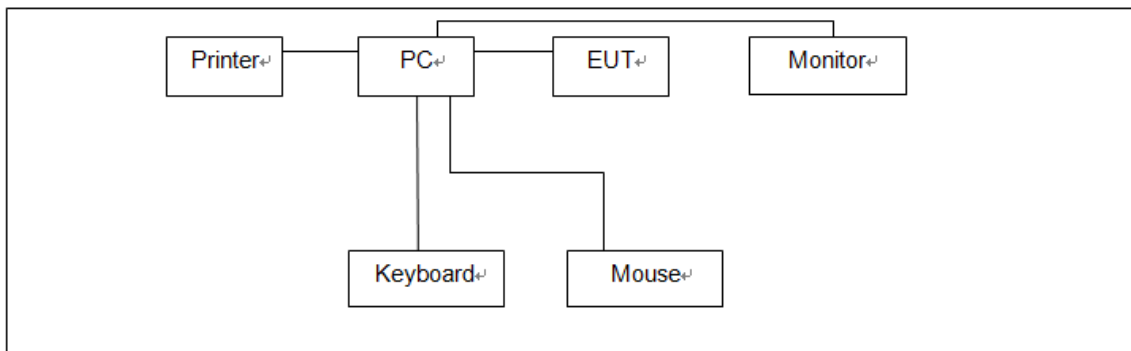 Printer
PC
EUT
Monitor
Keyboard
Mouse